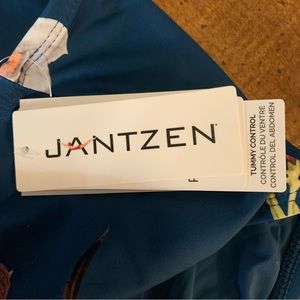 JANTZEN®
TUMMY CONTROL
CONTRÔLE DU VENTRE
CONTROL DEL ABDOMEN